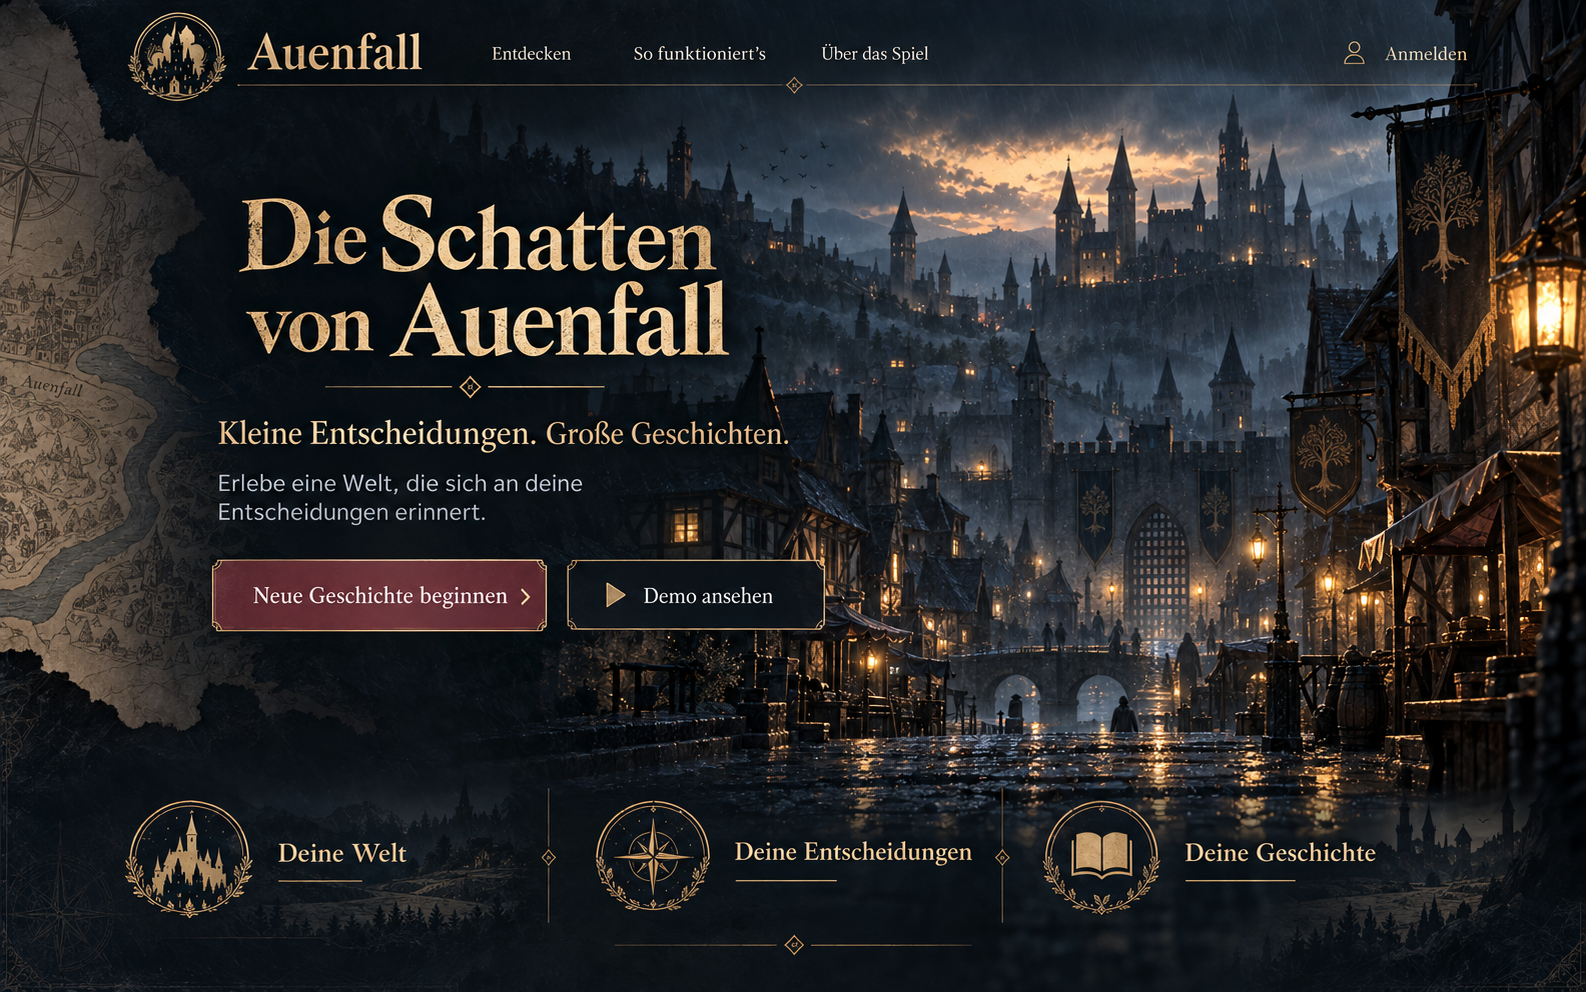 Auenfall
Entdecken
So funktioniert's
Über das Spiel
Anmelden
Die Schatten
von Auenfall
Auenfall
Kleine Entscheidungen. Große Geschichten.
Erlebe eine Welt, die sich an deine
Entscheidungen erinnert.
Neue Geschichte beginnen
Demo ansehen
Deine Welt
Deine Entscheidungen
Deine Geschichte